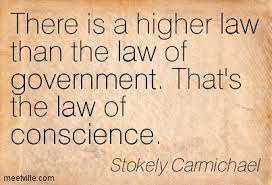 There is a higher law
than the law of
government. That's
the law of
conscience.
Stokely Carmichael
meetville.com